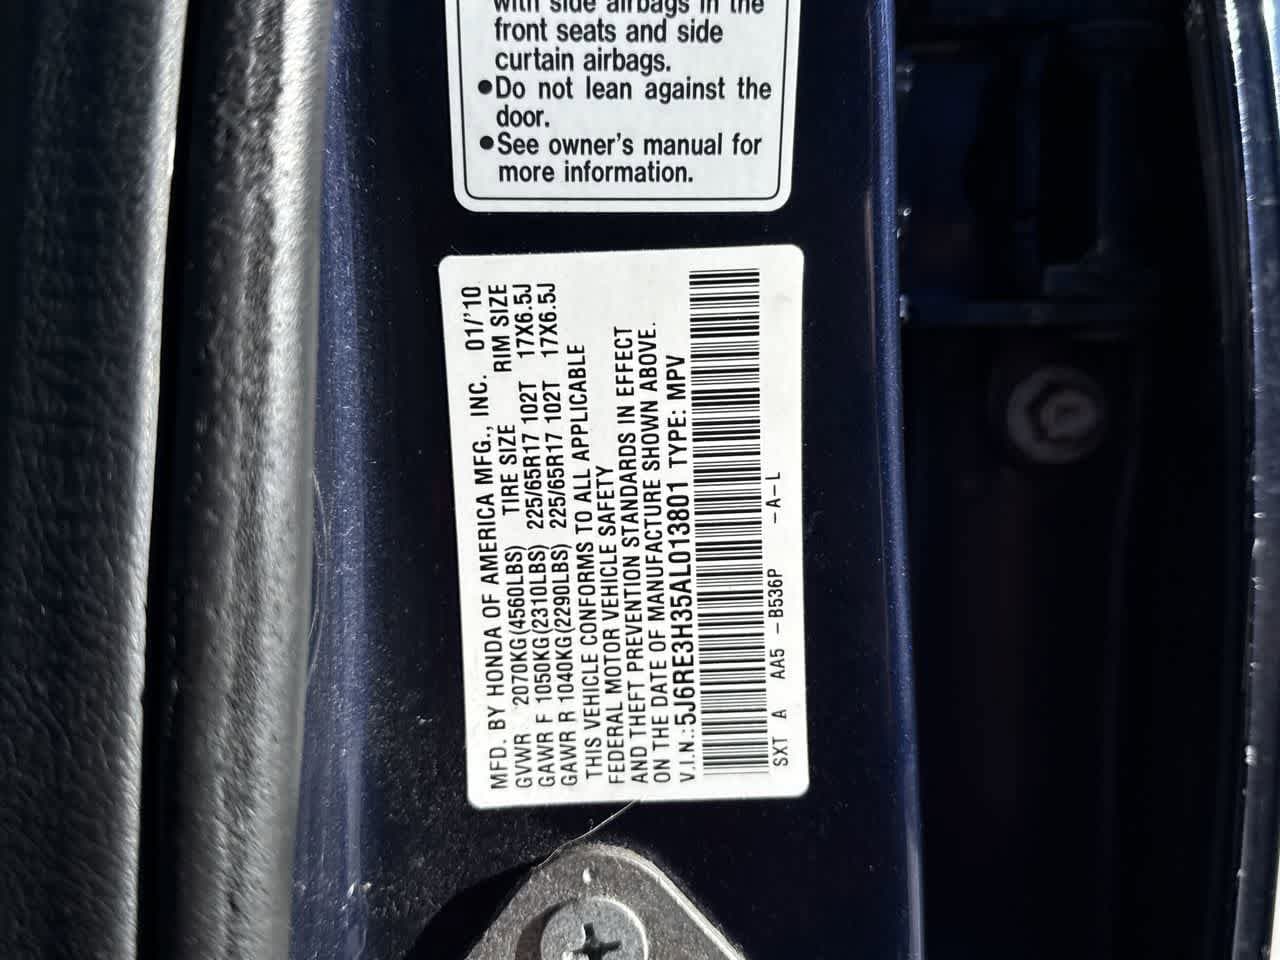 with side airbags in the
front seats and side
curtain airbags.
●Do not lean against the
door.
●See owner's manual for
more information.
MFD. BY HONDA OF AMERICA MFG., INC. 01/'10
GVWR 2070KG(4560LBS) TIRE SIZE RIM SIZE
GAWR F 1050KG(2310LBS) 225/65R17 102T 17X6.5J
GAWR R 1040KG(2290LBS) 225/65R17 102T 17X6.5J
THIS VEHICLE CONFORMS TO ALL APPLICABLE
FEDERAL MOTOR VEHICLE SAFETY
AND THEFT PREVENTION STANDARDS IN EFFECT
ON THE DATE OF MANUFACTURE SHOWN ABOVE.
V.I.N.:5J6RE3H35AL013801 TYPE: MPV
SXT A AA5 -B536P -A-L